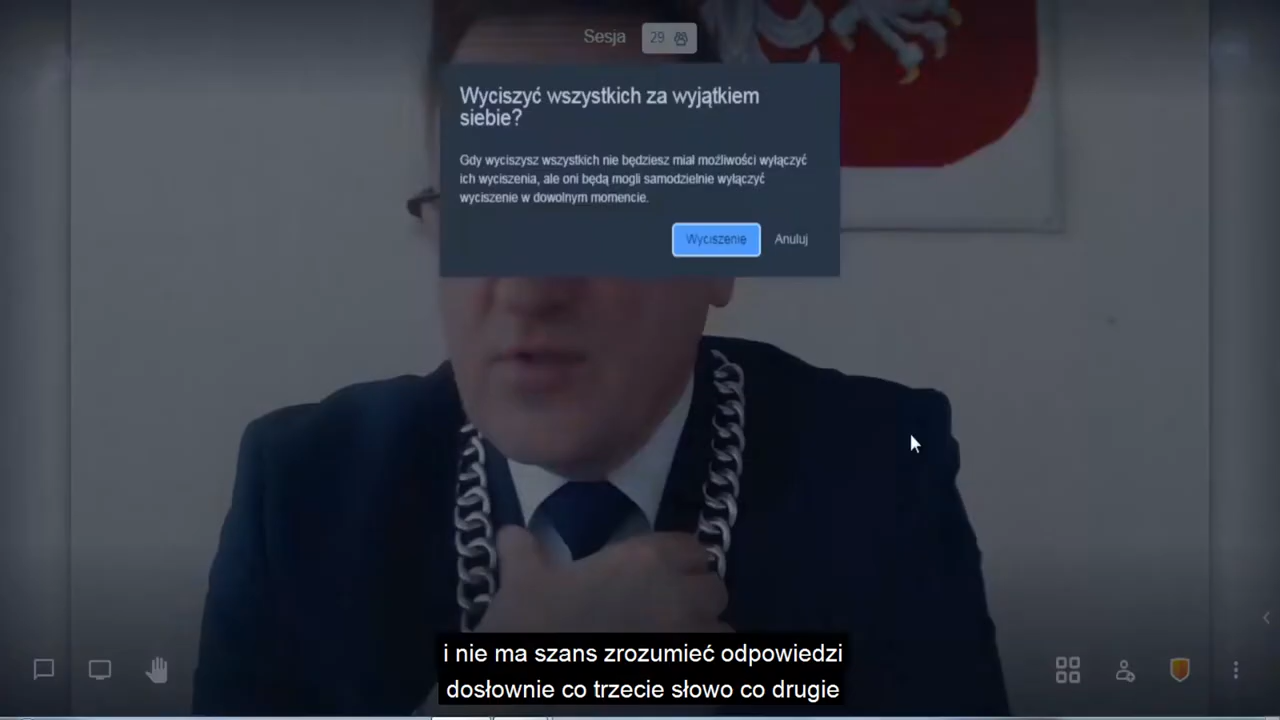 Sesja 29
Wyciszyć wszystkich za wyjątkiem
siebie?
Gdy wyciszysz wszystkich nie będziesz miał możliwości wyłączyć
ich wyciszenia, ale oni będą mogli samodzielnie wyłączyć
wyciszenie w dowolnym momencie.
Wyciszenie Anuluj
i nie ma szans zrozumieć odpowiedzi
dosłownie co trzecie słowo co drugie